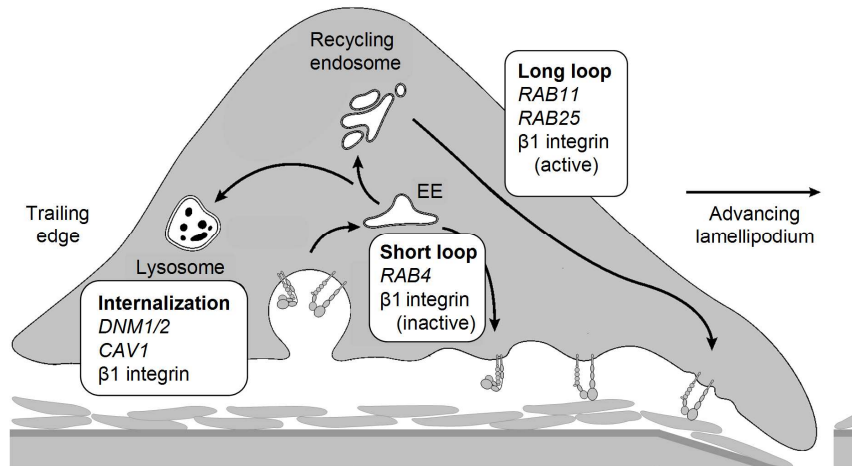 Recycling
endosome
Long loop
RAB11
RAB25
β1 integrin
(active)
EE
Trailing
edge
Advancing
lamellipodium
Lysosome
Short loop
RAB4
β1 integrin
(inactive)
Internalization
DNM1/2
CAV1
β1 integrin